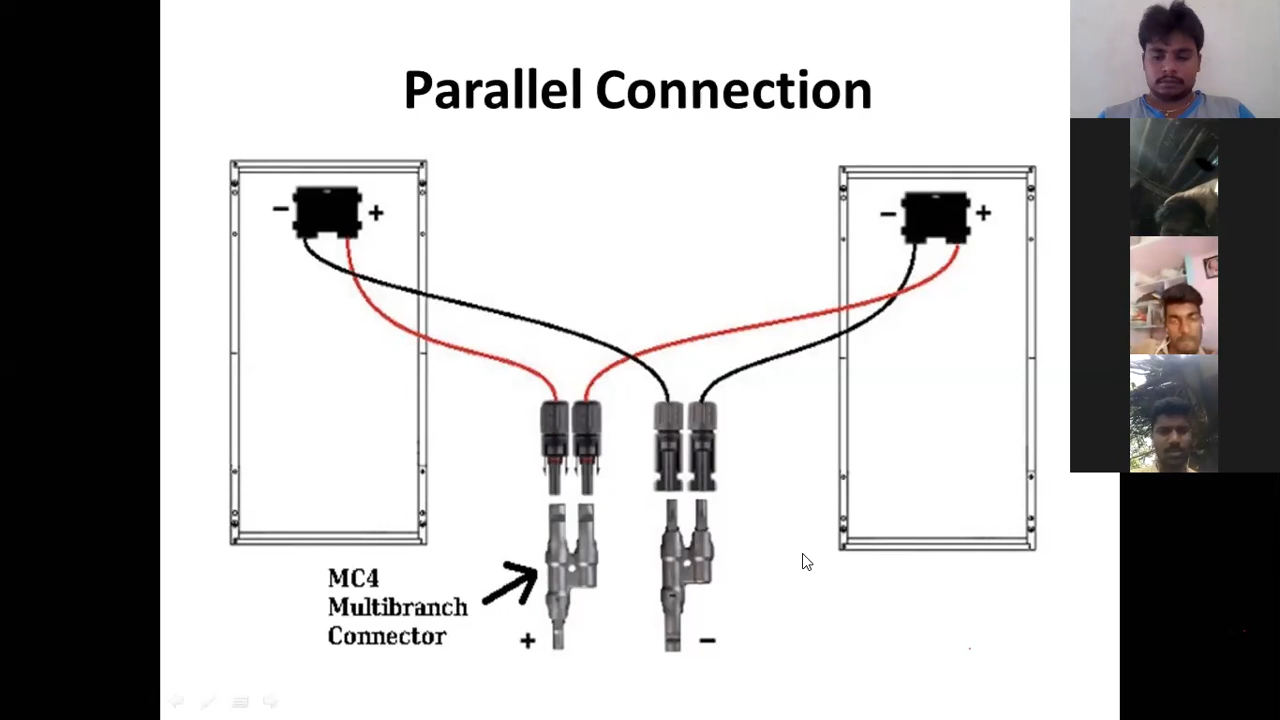 Parallel Connection
− +
− +
MC4
Multibranch
Connector
+ −